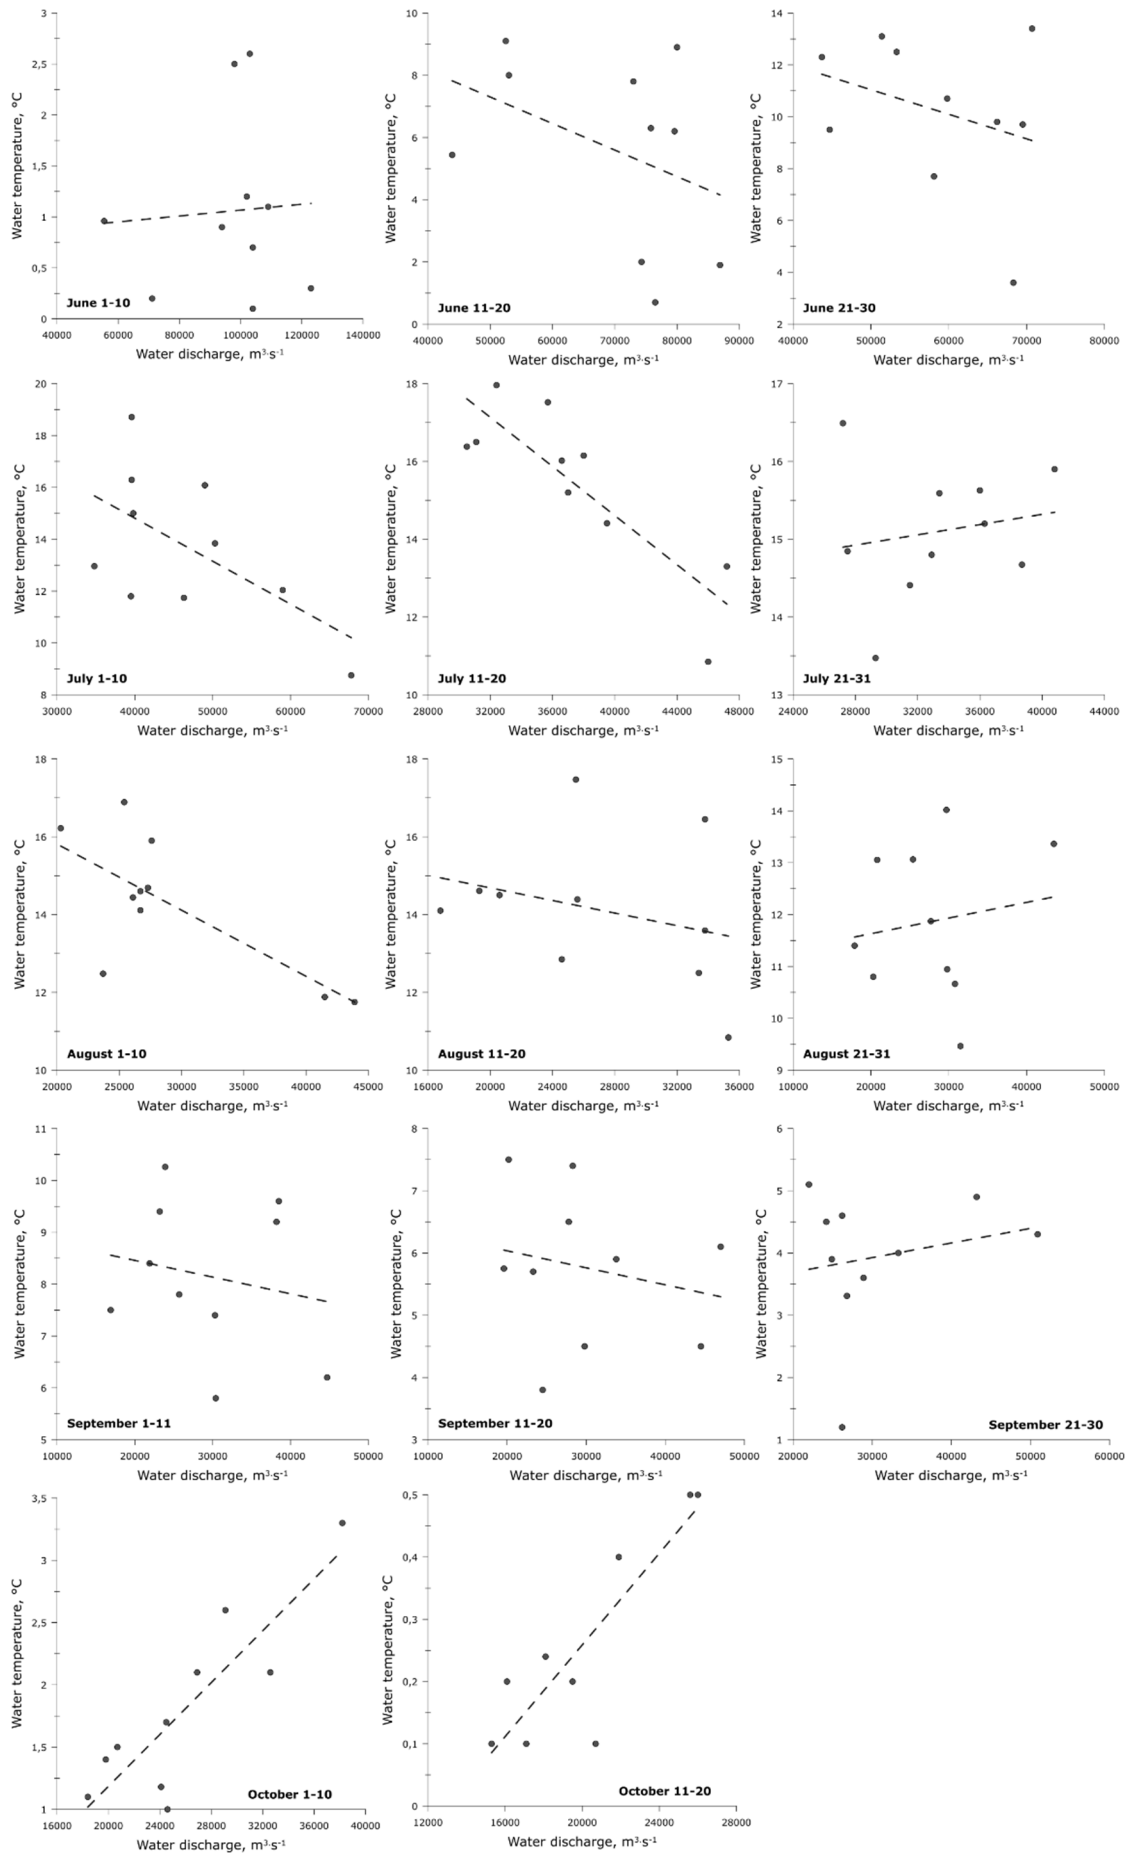 Water temperature, °C
3
2,5
2
1,5
1
0,5
0
June 1-10
40000 60000 80000 100000 120000 140000
Water discharge, m³·s⁻¹
Water temperature, °C
10
8
6
4
2
0
June 11-20
40000 50000 60000 70000 80000 90000
Water discharge, m³·s⁻¹
Water temperature, °C
14
12
10
8
6
4
2
June 21-30
40000 50000 60000 70000 80000
Water discharge, m³·s⁻¹
Water temperature, °C
20
18
16
14
12
10
8
July 1-10
30000 40000 50000 60000 70000
Water discharge, m³·s⁻¹
Water temperature, °C
18
16
14
12
10
July 11-20
28000 32000 36000 40000 44000 48000
Water discharge, m³·s⁻¹
Water temperature, °C
17
16
15
14
13
July 21-31
24000 28000 32000 36000 40000 44000
Water discharge, m³·s⁻¹
Water temperature, °C
18
16
14
12
10
August 1-10
20000 25000 30000 35000 40000 45000
Water discharge, m³·s⁻¹
Water temperature, °C
18
16
14
12
10
August 11-20
16000 20000 24000 28000 32000 36000
Water discharge, m³·s⁻¹
Water temperature, °C
15
14
13
12
11
10
9
August 21-31
10000 20000 30000 40000 50000
Water discharge, m³·s⁻¹
Water temperature, °C
11
10
9
8
7
6
5
September 1-11
10000 20000 30000 40000 50000
Water discharge, m³·s⁻¹
Water temperature, °C
8
7
6
5
4
3
September 11-20
10000 20000 30000 40000 50000
Water discharge, m³·s⁻¹
Water temperature, °C
6
5
4
3
2
1
September 21-30
20000 30000 40000 50000 60000
Water discharge, m³·s⁻¹
Water temperature, °C
3,5
3
2,5
2
1,5
1
October 1-10
16000 20000 24000 28000 32000 36000 40000
Water discharge, m³·s⁻¹
Water temperature, °C
0,5
0,4
0,3
0,2
0,1
0
October 11-20
12000 16000 20000 24000 28000
Water discharge, m³·s⁻¹